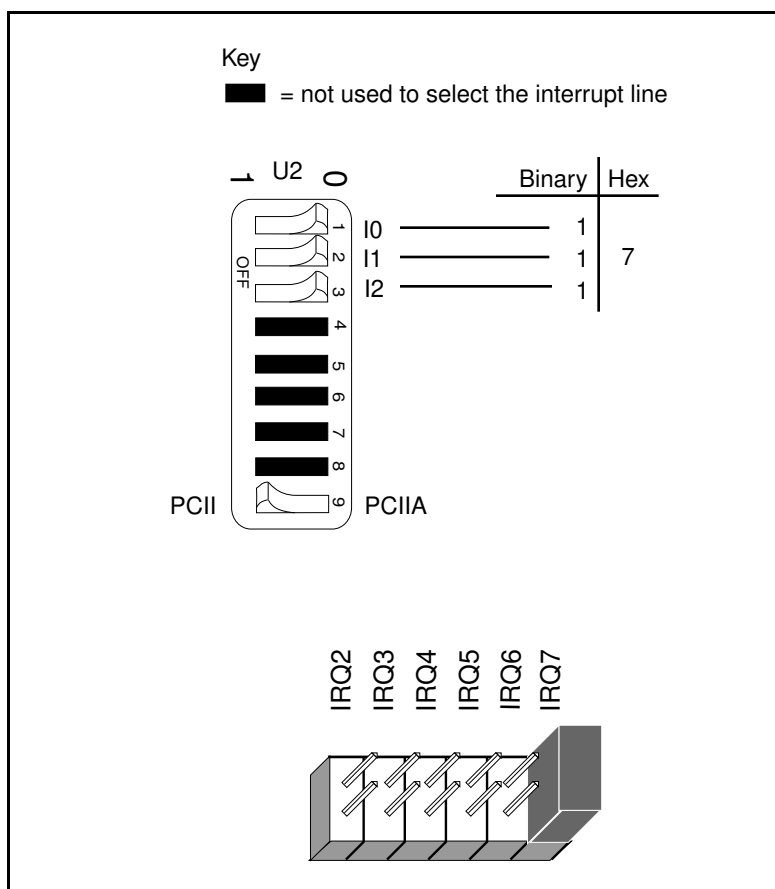 Key
= not used to select the interrupt line
1 U2 0
Binary Hex
1 I0 1
2 I1 1 7
3 I2 1
OFF
4
5
6
7
8
PCII 9 PCIIA
IRQ2 IRQ3 IRQ4 IRQ5 IRQ6 IRQ7